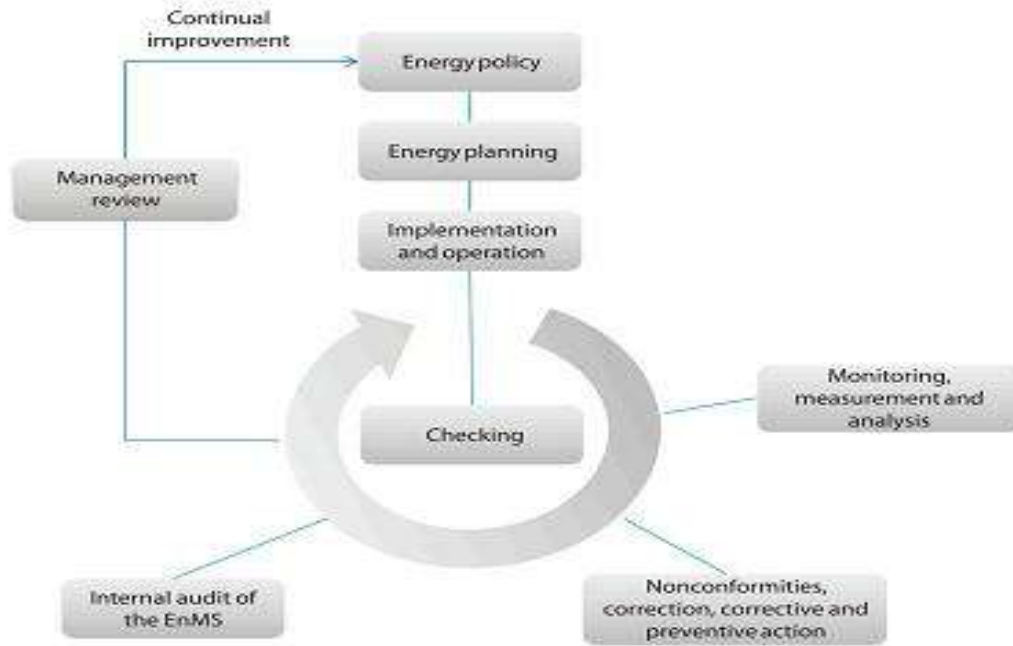 Continual
improvement
Energy policy
Energy planning
Management
review
Implementation
and operation
Monitoring,
measurement and
analysis
Checking
Internal audit of
the EnMS
Nonconformities,
correction, corrective and
preventive action